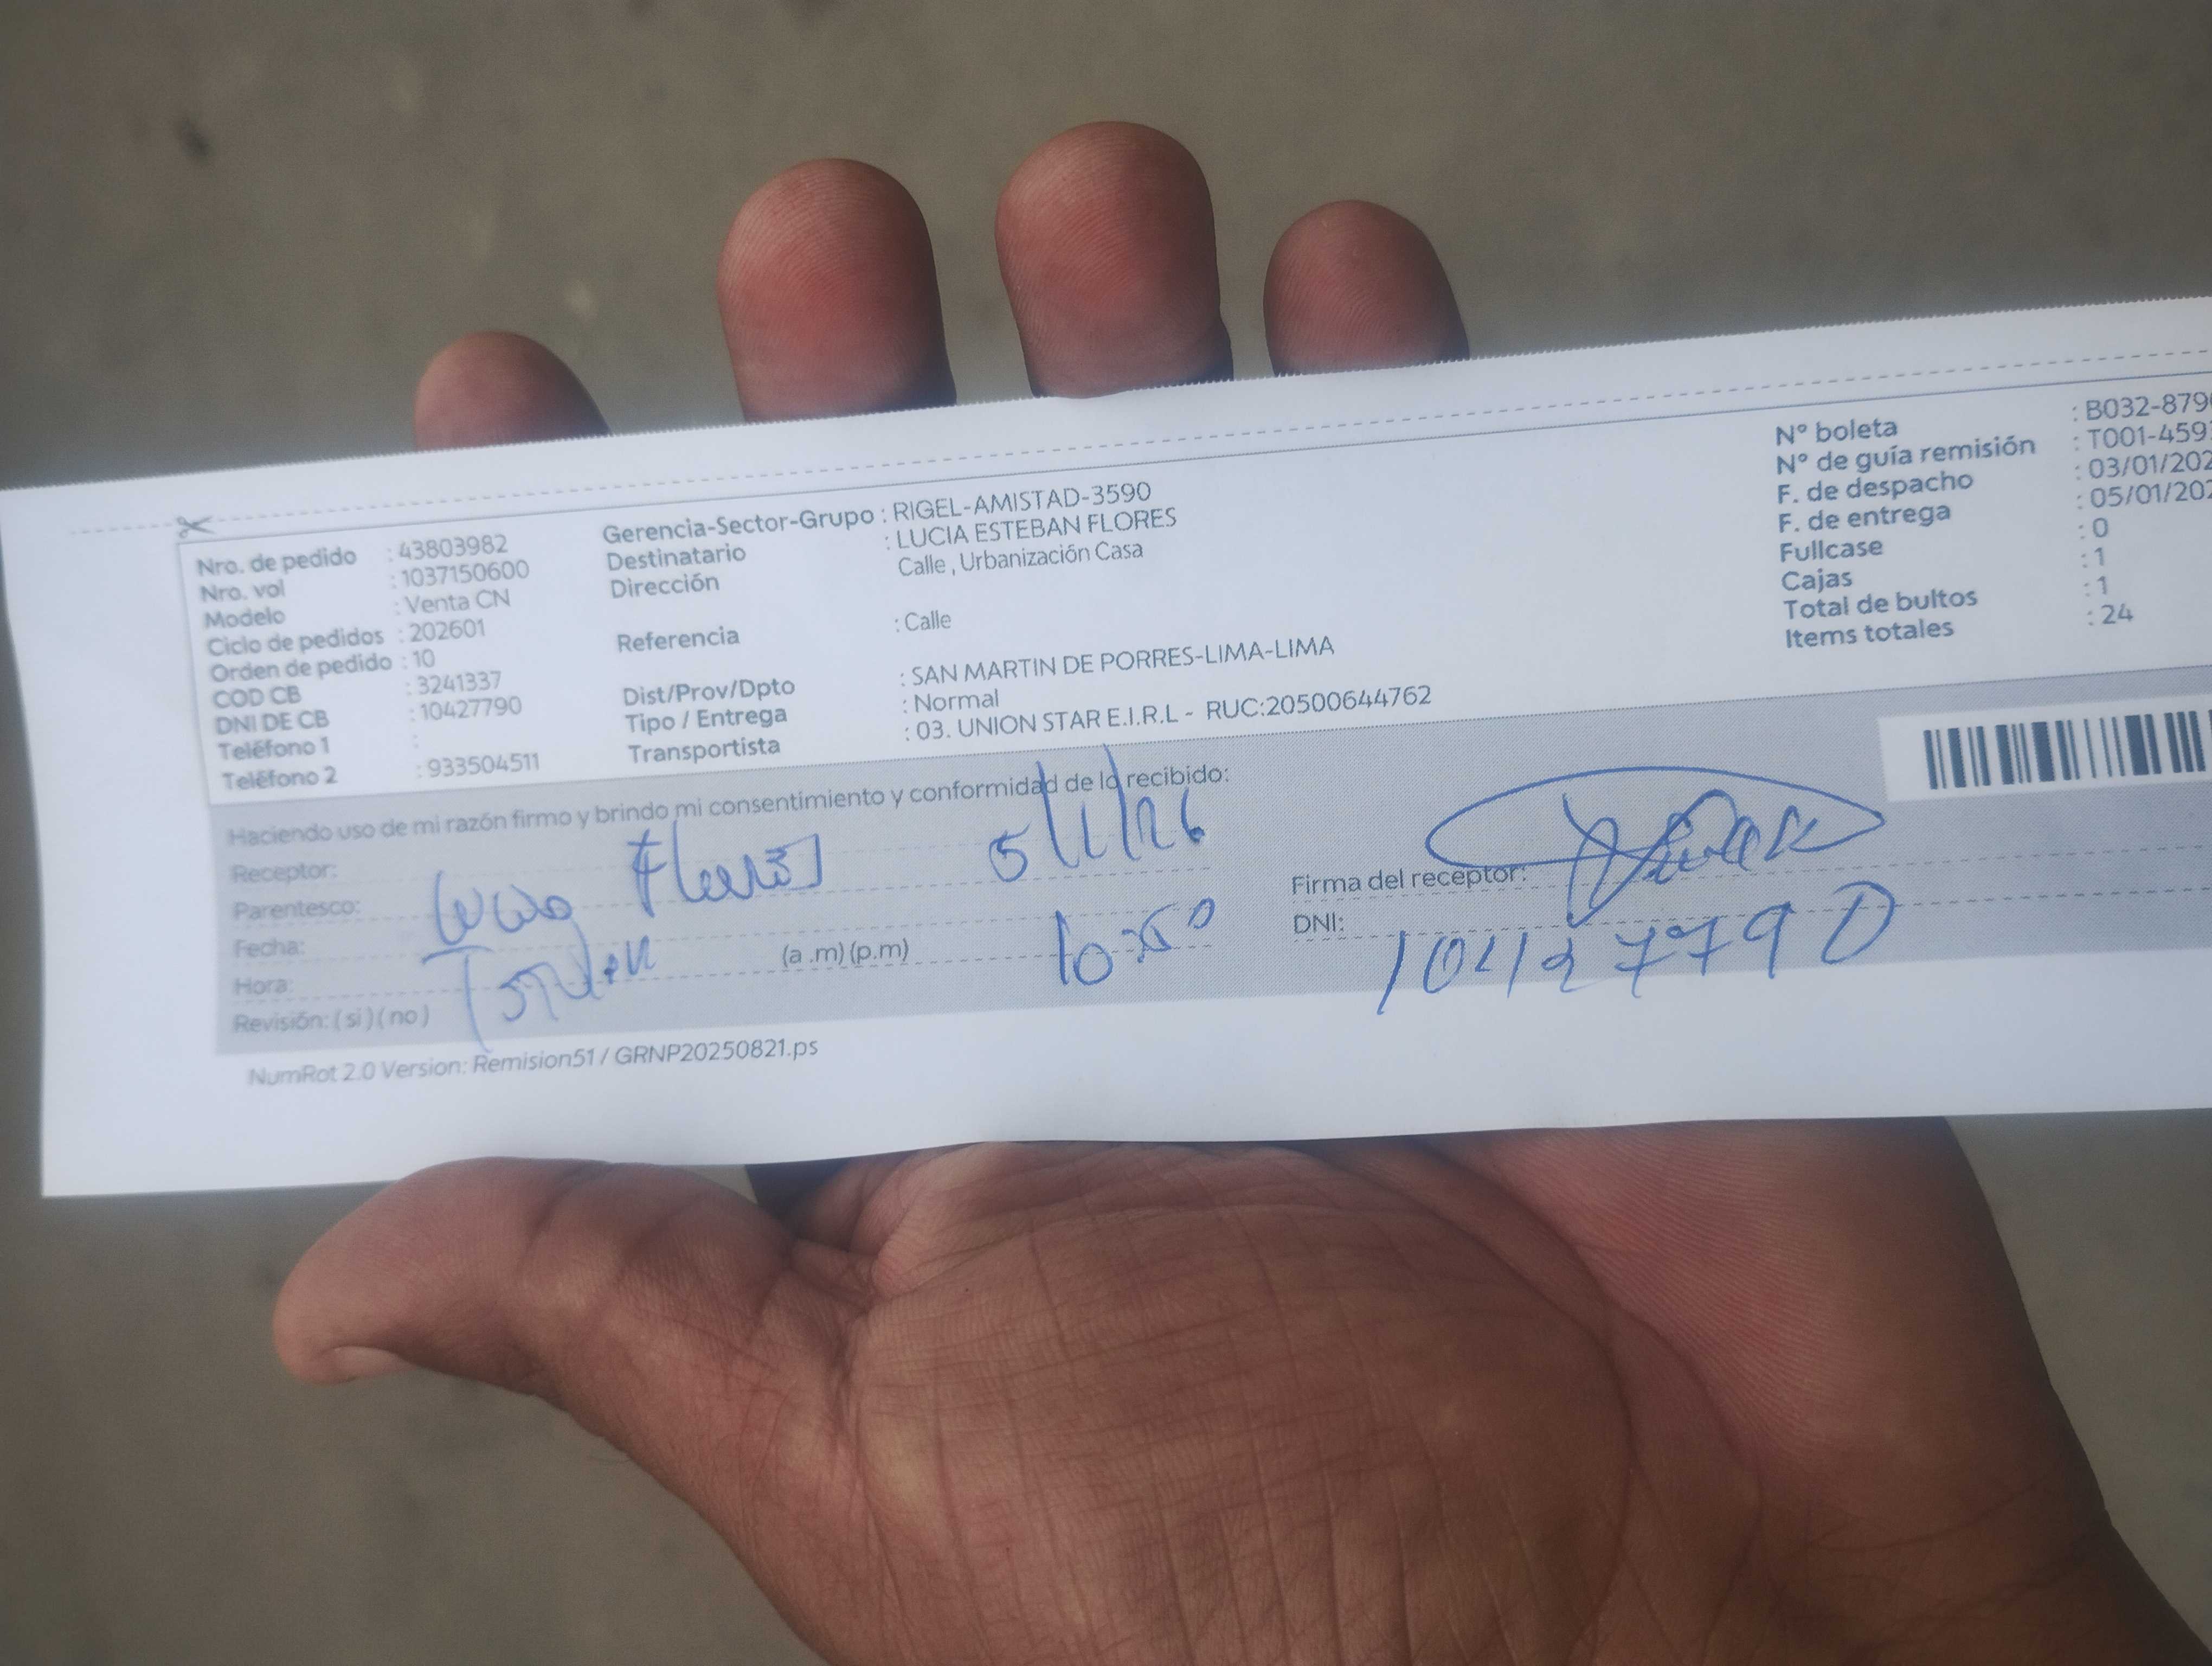 Nro. de pedido : 43803982
Nro. vol : 1037150600
Modelo : Venta CN
Ciclo de pedidos : 202601
Orden de pedido : 10
COD CB : 3241337
DNI DE CB : 10427790
Teléfono 1 :
Teléfono 2 : 933504511
Gerencia-Sector-Grupo : RIGEL-AMISTAD-3590
Destinatario : LUCIA ESTEBAN FLORES
Dirección Calle , Urbanización Casa
Referencia : Calle
Dist/Prov/Dpto : SAN MARTIN DE PORRES-LIMA-LIMA
Tipo / Entrega : Normal
Transportista : 03. UNION STAR E.I.R.L - RUC:20500644762
N° boleta : B032-879
N° de guía remisión : T001-459
F. de despacho : 03/01/202
F. de entrega : 05/01/202
Fullcase : 0
Cajas : 1
Total de bultos : 1
Items totales : 24
Haciendo uso de mi razón firmo y brindo mi consentimiento y conformidad de lo recibido:
Receptor: Flores 5/1/26
Parentesco: Lucia
Fecha:
Hora: Esteban (a .m) (p.m) 10:50
Revisión: ( si ) ( no )
Firma del receptor:
DNI: 10427790
NumRot 2.0 Version: Remision51 / GRNP20250821.ps